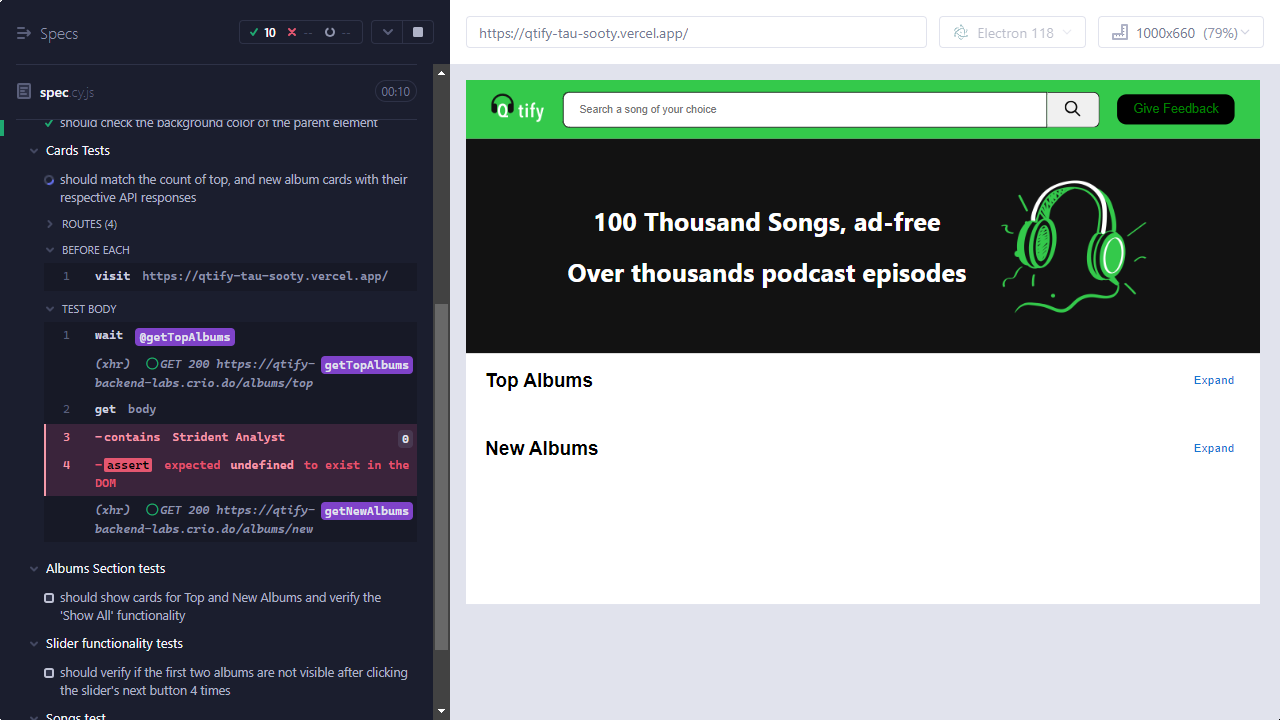 Specs
10 -- --
spec.cy.js
00:10
should check the background color of the parent element
Cards Tests
should match the count of top, and new album cards with their
respective API responses
ROUTES (4)
BEFORE EACH
1 visit https://qtify-tau-sooty.vercel.app/
TEST BODY
1 wait @getTopAlbums
(xhr) GET 200 https://qtify- getTopAlbums
backend-labs.crio.do/albums/top
2 get body
3 -contains Strident Analyst 0
4 -assert expected undefined to exist in the
DOM
(xhr) GET 200 https://qtify- getNewAlbums
backend-labs.crio.do/albums/new
Albums Section tests
should show cards for Top and New Albums and verify the
'Show All' functionality
Slider functionality tests
should verify if the first two albums are not visible after clicking
the slider's next button 4 times
Songs test
https://qtify-tau-sooty.vercel.app/
Electron 118
1000x660 (79%)
Qtify
Search a song of your choice
Give Feedback
100 Thousand Songs, ad-free
Over thousands podcast episodes
Top Albums
Expand
New Albums
Expand